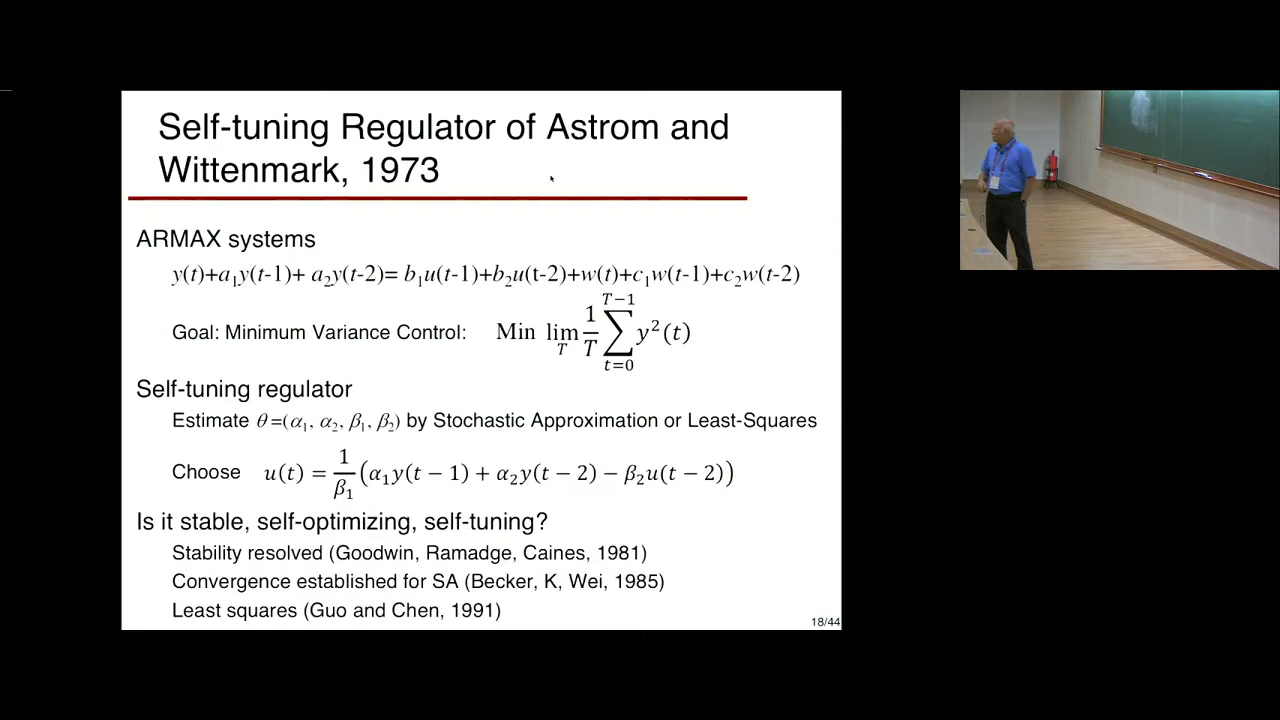 Self-tuning Regulator of Astrom and
Wittenmark, 1973
ARMAX systems
y(t)+a₁y(t-1)+ a₂y(t-2)= b₁u(t-1)+b₂u(t-2)+w(t)+c₁w(t-1)+c₂w(t-2)
Goal: Minimum Variance Control: Min lim_T 1/T ∑_{t=0}^{T−1} y²(t)
Self-tuning regulator
Estimate θ=(α₁, α₂, β₁, β₂) by Stochastic Approximation or Least-Squares
Choose u(t) = 1/β₁ (α₁y(t − 1) + α₂y(t − 2) − β₂u(t − 2))
Is it stable, self-optimizing, self-tuning?
Stability resolved (Goodwin, Ramadge, Caines, 1981)
Convergence established for SA (Becker, K, Wei, 1985)
Least squares (Guo and Chen, 1991)
18/44